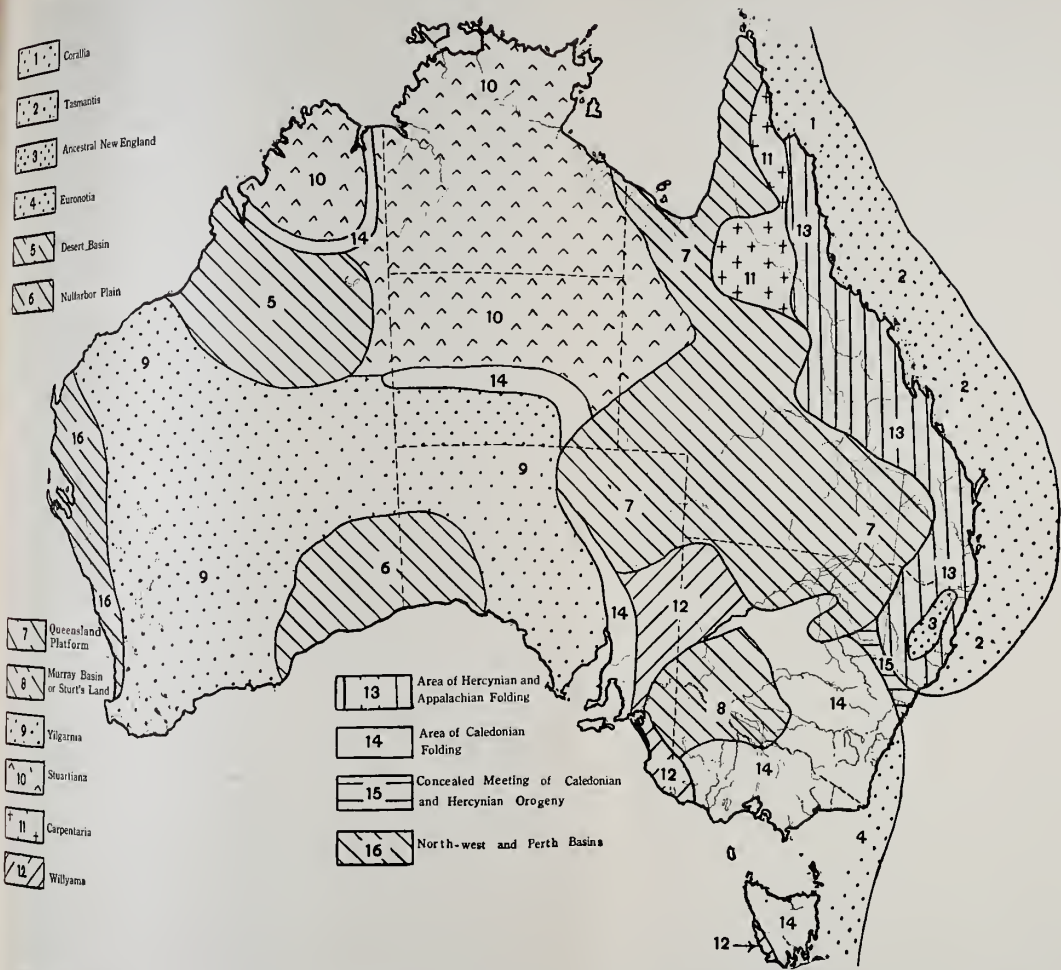 1 Corallia
2 Tasmantis
3 Ancestral New England
4 Euronotia
5 Desert Basin
6 Nullarbor Plain
7 Queensland
Platform
8 Murray Basin
or Sturt's Land
9 Yilgarnia
10 Stuartiana
11 Carpentaria
12 Willyama
13 Area of Hercynian and
Appalachian Folding
14 Area of Caledonian
Folding
15 Concealed Meeting of Caledonian
and Hercynian Orogeny
16 North-west and Perth Basins
10
1
11
10
13
14
7
11
2
5
10
9
14
2
16
13
9
7
7
6
13
9
16
14
12
3
2
15
8
14
12
14
4
14
12